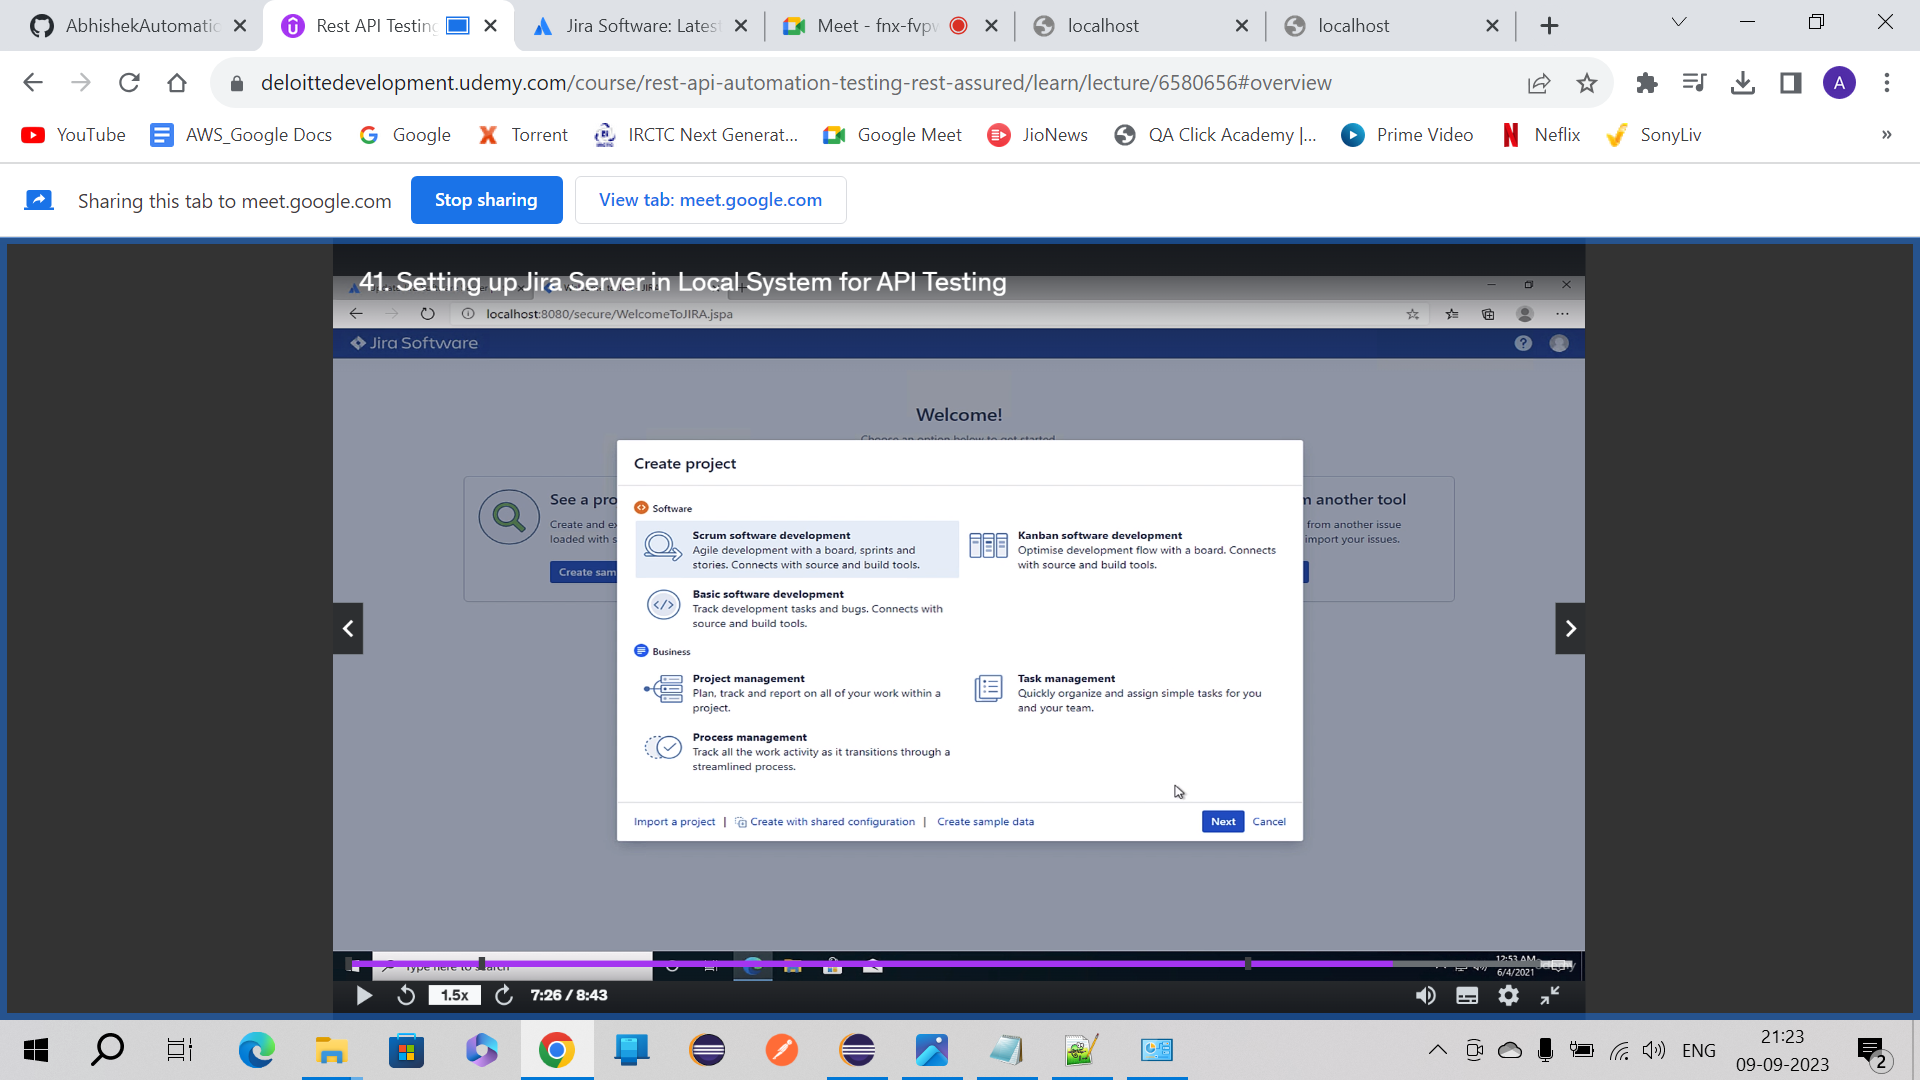 AbhishekAutomatic
Rest API Testing
Jira Software: Latest
Meet - fnx-fvpv
localhost
localhost
deloittedevelopment.udemy.com/course/rest-api-automation-testing-rest-assured/learn/lecture/6580656#overview
A
YouTube
AWS_Google Docs
Google
Torrent
IRCTC Next Generat...
Google Meet
JioNews
QA Click Academy |...
Prime Video
Neflix
SonyLiv
»
Sharing this tab to meet.google.com
Stop sharing
View tab: meet.google.com
41. Setting up Jira Server in Local System for API Testing
localhost:8080/secure/WelcomeToJIRA.jspa
Jira Software
Welcome!
Choose an option below to get started
See a pro
Create and ex
loaded with s
Create sam
n another tool
from another issue
import your issues.
Create project
Software
Scrum software development
Agile development with a board, sprints and
stories. Connects with source and build tools.
Kanban software development
Optimise development flow with a board. Connects
with source and build tools.
Basic software development
Track development tasks and bugs. Connects with
source and build tools.
Business
Project management
Plan, track and report on all of your work within a
project.
Task management
Quickly organize and assign simple tasks for you
and your team.
Process management
Track all the work activity as it transitions through a
streamlined process.
Import a project | Create with shared configuration | Create sample data
Next
Cancel
Type here to search
12:53 AM
6/4/2021
1.5x
7:26 / 8:43
ENG
21:23
09-09-2023
2